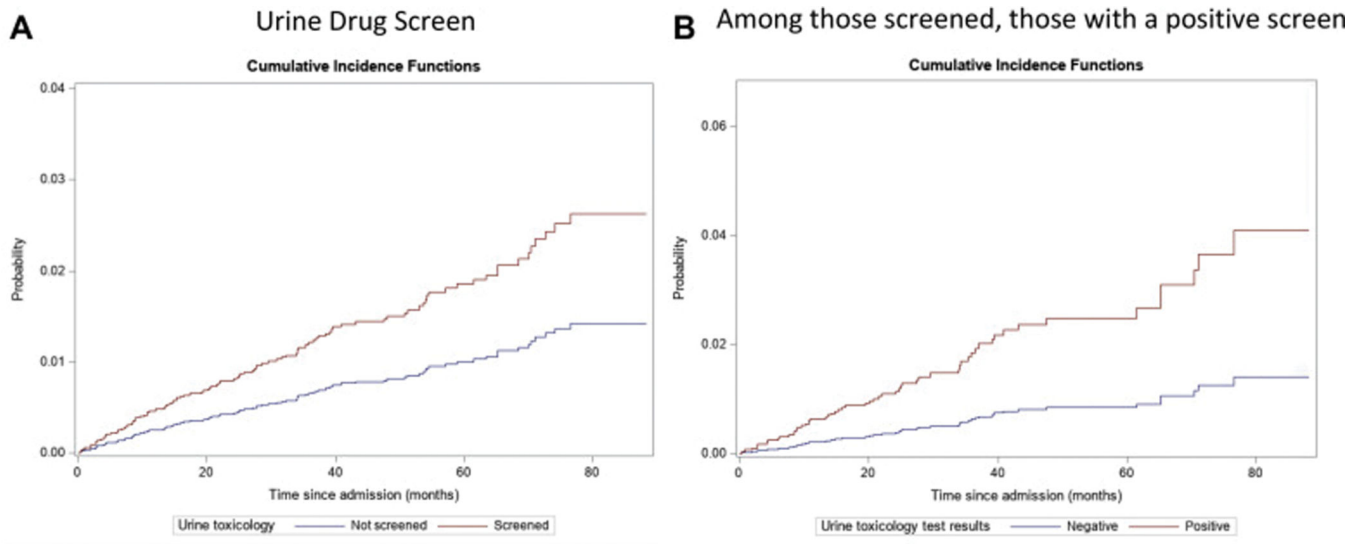 A
Urine Drug Screen
Cumulative Incidence Functions
0.04
0.03
0.02
0.01
0.00
Probability
0
20
40
60
80
Time since admission (months)
Urine toxicology
Not screened
Screened
B
Among those screened, those with a positive screen
Cumulative Incidence Functions
0.06
0.04
0.02
0.00
Probability
0
20
40
60
80
Time since admission (months)
Urine toxicology test results
Negative
Positive